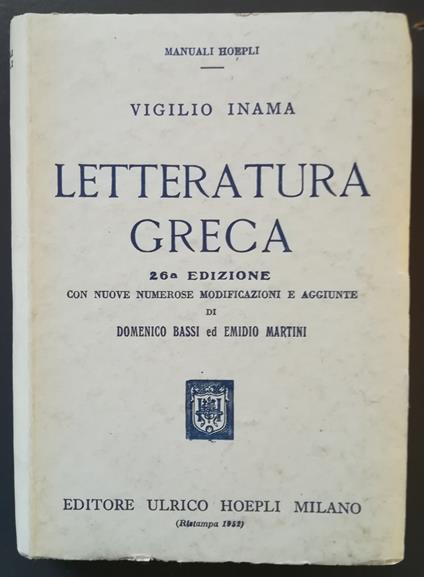 MANUALI HOEPLI
VIGILIO INAMA
LETTERATURA
GRECA
26a EDIZIONE
CON NUOVE NUMEROSE MODIFICAZIONI E AGGIUNTE
DI
DOMENICO BASSI ed EMIDIO MARTINI
EDITORE ULRICO HOEPLI MILANO
(Ristampa 1952)